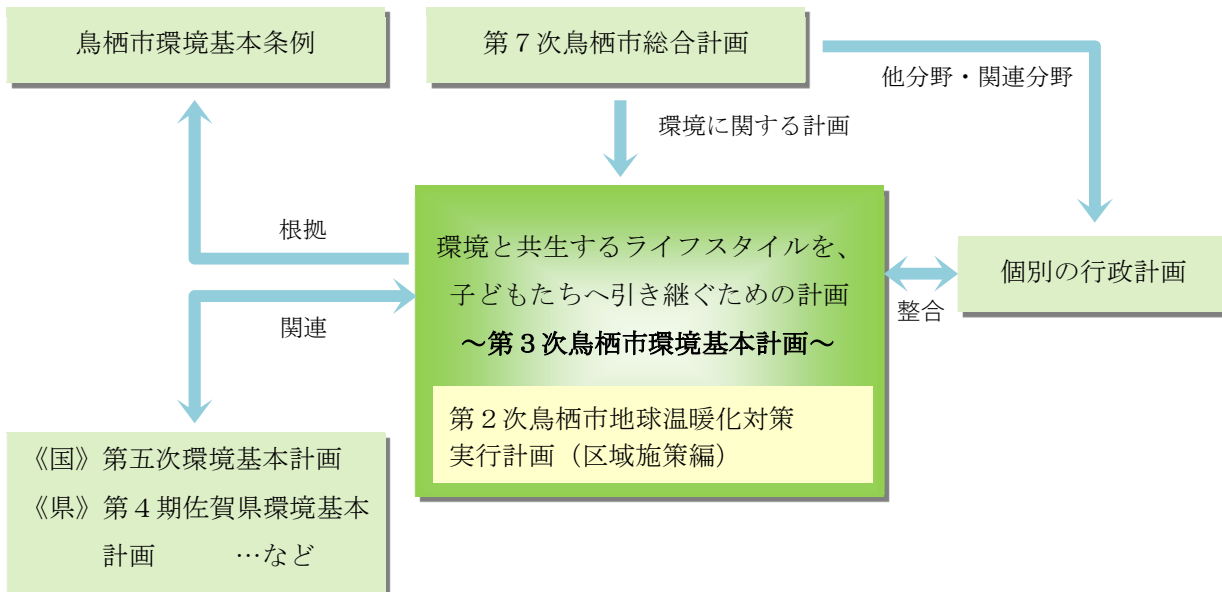 鳥栖市環境基本条例
第７次鳥栖市総合計画
他分野・関連分野
環境に関する計画
根拠
環境と共生するライフスタイルを、
子どもたちへ引き継ぐための計画
～第３次鳥栖市環境基本計画～
個別の行政計画
整合
関連
第２次鳥栖市地球温暖化対策
実行計画（区域施策編）
《国》第五次環境基本計画
《県》第４期佐賀県環境基本
計画　　…など